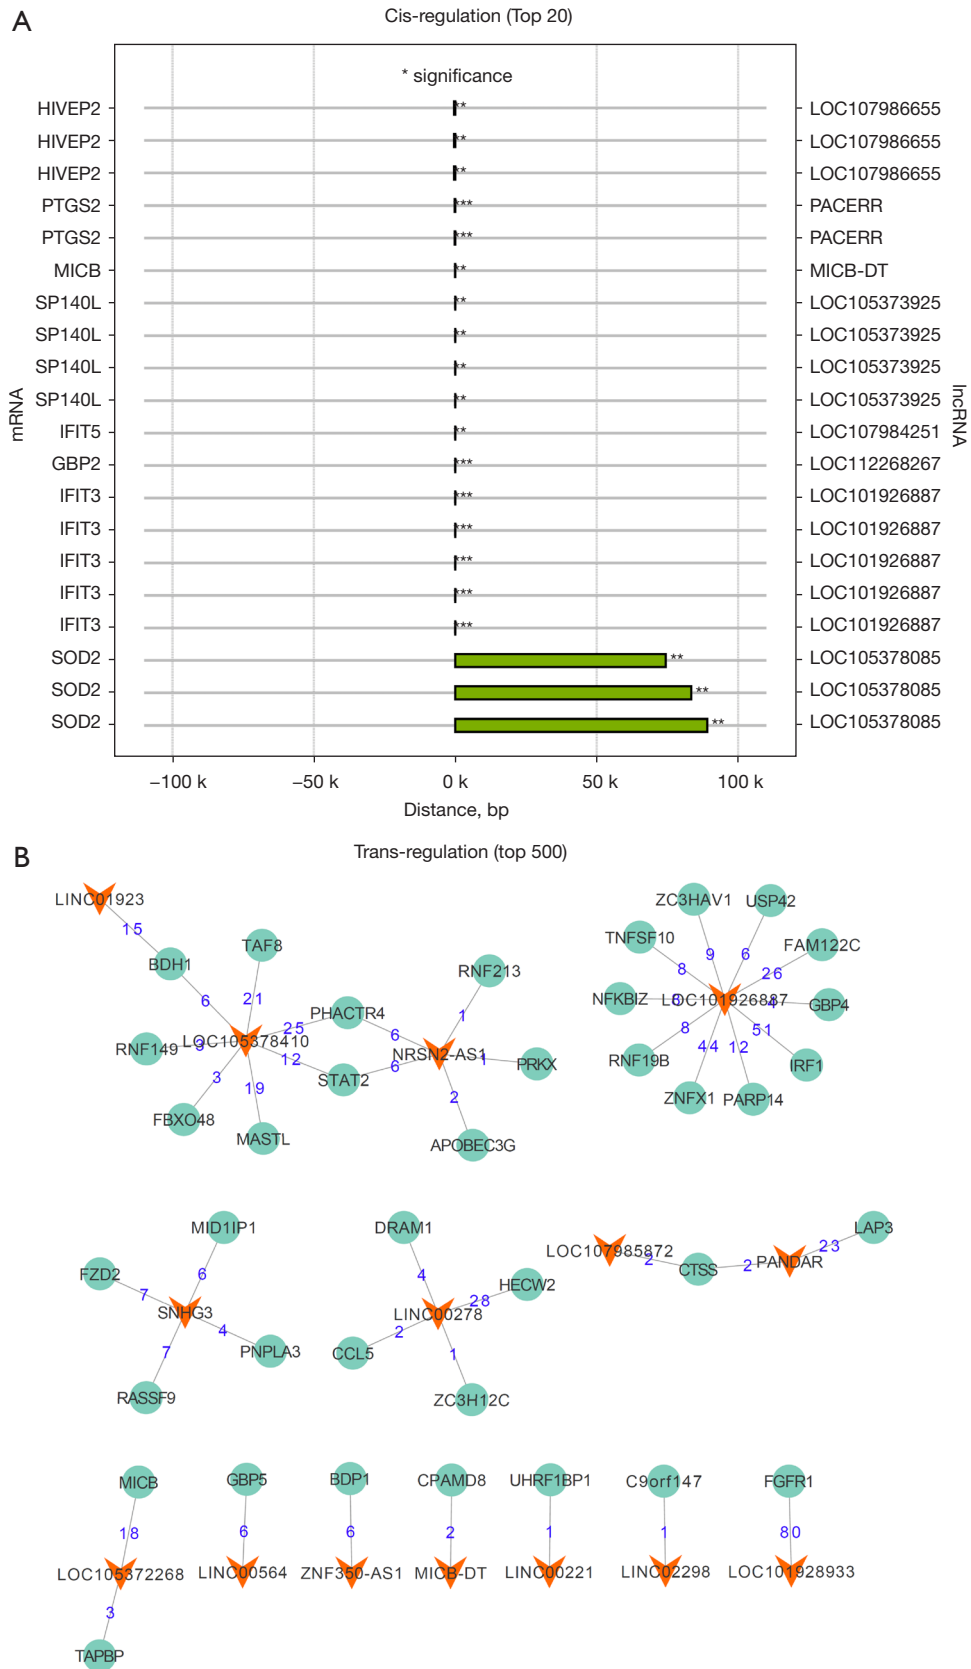 A
Cis-regulation (Top 20)
* significance
HIVEP2 ** LOC107986655
HIVEP2 ** LOC107986655
HIVEP2 ** LOC107986655
PTGS2 *** PACERR
PTGS2 *** PACERR
MICB ** MICB-DT
SP140L ** LOC105373925
SP140L ** LOC105373925
SP140L ** LOC105373925
SP140L ** LOC105373925
IFIT5 ** LOC107984251
GBP2 *** LOC112268267
IFIT3 *** LOC101926887
IFIT3 *** LOC101926887
IFIT3 *** LOC101926887
IFIT3 *** LOC101926887
IFIT3 *** LOC101926887
SOD2 ** LOC105378085
SOD2 ** LOC105378085
SOD2 ** LOC105378085
mRNA
lncRNA
−100 k −50 k 0 k 50 k 100 k
Distance, bp
B
Trans-regulation (top 500)
LINC01923
15
BDH1
TAF8
6
21
PHACTR4
RNF213
25
6
1
RNF149
3
LOC105378410
12
NRSN2-AS1
1
PRKX
3
19
STAT2
6
2
FBXO48
MASTL
APOBEC3G
ZC3HAV1
USP42
TNFSF10
9
6
FAM122C
8
26
NFKBIZ
8
LOC101926887
4
GBP4
8
51
RNF19B
44
12
IRF1
ZNFX1
PARP14
MID1IP1
FZD2
6
7
SNHG3
4
7
PNPLA3
RASSF9
DRAM1
4
HECW2
28
LINC00278
2
CCL5
1
ZC3H12C
LAP3
23
LOC107985872
2
CTSS
2
PANDAR
MICB
GBP5
BDP1
CPAMD8
UHRF1BP1
C9orf147
FGFR1
18
6
6
2
1
1
80
LOC105372268
LINC00564
ZNF350-AS1
MICB-DT
LINC00221
LINC02298
LOC101928933
3
TAPBP